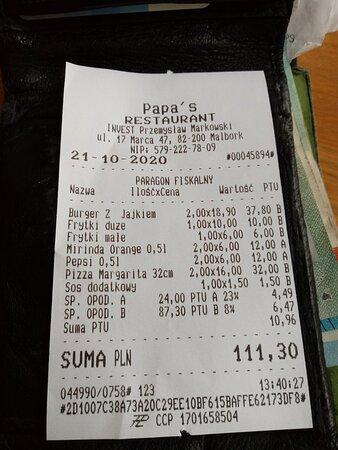 Papa's
RESTAURANT
INVEST Przemysław Markowski
ul. 17 Marca 47, 82-200 Malbork
NIP: 579-222-78-09
21-10-2020 #00045894#
PARAGON FISKALNY
Nazwa IlośćxCena Wartość PTU
Burger Z Jajkiem 2,00x18,90 37,80 B
Frytki duże 1,00x10,00 10,00 B
Frytki małe 1,00x6,00 6,00 B
Mirinda Orange 0,5l 2,00x6,00 12,00 A
Pepsi 0,5l 2,00x6,00 12,00 A
Pizza Margarita 32cm 2,00x16,00 32,00 B
Sos dodatkowy 1,00x1,50 1,50 B
SP. OPOD. A 24,00 PTU A 23% 4,49
SP. OPOD. B 87,30 PTU B 8% 6,47
Suma PTU 10,96
SUMA PLN 111,30
044990/0758# 123 13:40:27
#2D1007C38A73A20C29EE10BF615BAFFE62173DF8#
CCP 1701658504